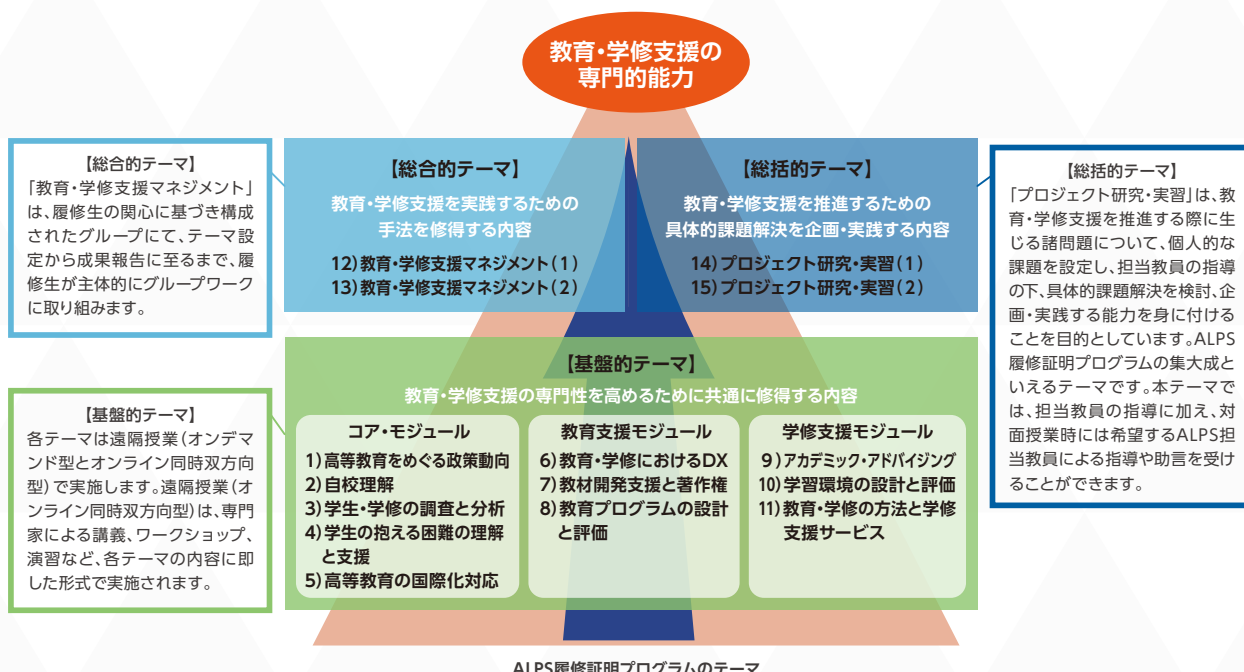 教育・学修支援の
専門的能力
【総合的テーマ】
「教育・学修支援マネジメント」
は、履修生の関心に基づき構成
されたグループにて、テーマ設
定から成果報告に至るまで、履
修生が主体的にグループワーク
に取り組みます。
【総合的テーマ】
教育・学修支援を実践するための
手法を修得する内容
12)教育・学修支援マネジメント(1)
13)教育・学修支援マネジメント(2)
【総括的テーマ】
教育・学修支援を推進するための
具体的課題解決を企画・実践する内容
14)プロジェクト研究・実習(1)
15)プロジェクト研究・実習(2)
【総括的テーマ】
「プロジェクト研究・実習」は、教
育・学修支援を推進する際に生
じる諸問題について、個人的な
課題を設定し、担当教員の指導
の下、具体的課題解決を検討、企
画・実践する能力を身に付ける
ことを目的としています。ALPS
履修証明プログラムの集大成と
いえるテーマです。本テーマで
は、担当教員の指導に加え、対
面授業時には希望するALPS担
当教員による指導や助言を受け
ることができます。
【基盤的テーマ】
各テーマは遠隔授業(オンデマ
ンド型とオンライン同時双方向
型)で実施します。遠隔授業(オ
ンライン同時双方向型)は、専門
家による講義、ワークショップ、
演習など、各テーマの内容に即
した形式で実施されます。
【基盤的テーマ】
教育・学修支援の専門性を高めるために共通に修得する内容
コア・モジュール
1)高等教育をめぐる政策動向
2)自校理解
3)学生・学修の調査と分析
4)学生の抱える困難の理解
と支援
5)高等教育の国際化対応
教育支援モジュール
6)教育・学修におけるDX
7)教材開発支援と著作権
8)教育プログラムの設計
と評価
学修支援モジュール
9)アカデミック・アドバイジング
10)学習環境の設計と評価
11)教育・学修の方法と学修
支援サービス
ALPS履修証明プログラムのテーマ